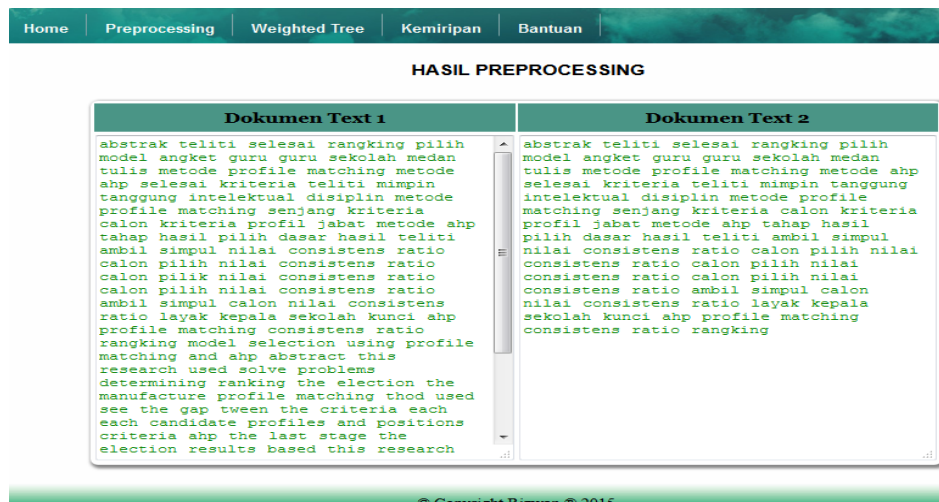 Home Preprocessing Weighted Tree Kemiripan Bantuan
HASIL PREPROCESSING
Dokumen Text 1
abstrak teliti selesai rangking pilih
model angket guru guru sekolah medan
tulis metode profile matching metode
ahp selesai kriteria teliti mimpin
tanggung intelektual disiplin metode
profile matching senjang kriteria
calon kriteria profil jabat metode ahp
tahap hasil pilih dasar hasil teliti
ambil simpul nilai consistens ratio
calon pilih nilai consistens ratio
calon pilik nilai consistens ratio
calon pilih nilai consistens ratio
ambil simpul calon nilai consistens
ratio layak kepala sekolah kunci ahp
profile matching consistens ratio
rangking model selection using profile
matching and ahp abstract this
research used solve problems
determining ranking the election the
manufacture profile matching thod used
see the gap tween the criteria each
each candidate profiles and positions
criteria ahp the last stage the
election results based this research
Dokumen Text 2
abstrak teliti selesai rangking pilih
model angket guru guru sekolah medan
tulis metode profile matching metode ahp
selesai kriteria teliti mimpin tanggung
intelektual disiplin metode profile
matching senjang kriteria calon kriteria
profil jabat metode ahp tahap hasil
pilih dasar hasil teliti ambil simpul
nilai consistens ratio calon pilih nilai
consistens ratio calon pilih nilai
consistens ratio calon pilih nilai
consistens ratio ambil simpul calon
nilai consistens ratio layak kepala
sekolah kunci ahp profile matching
consistens ratio rangking